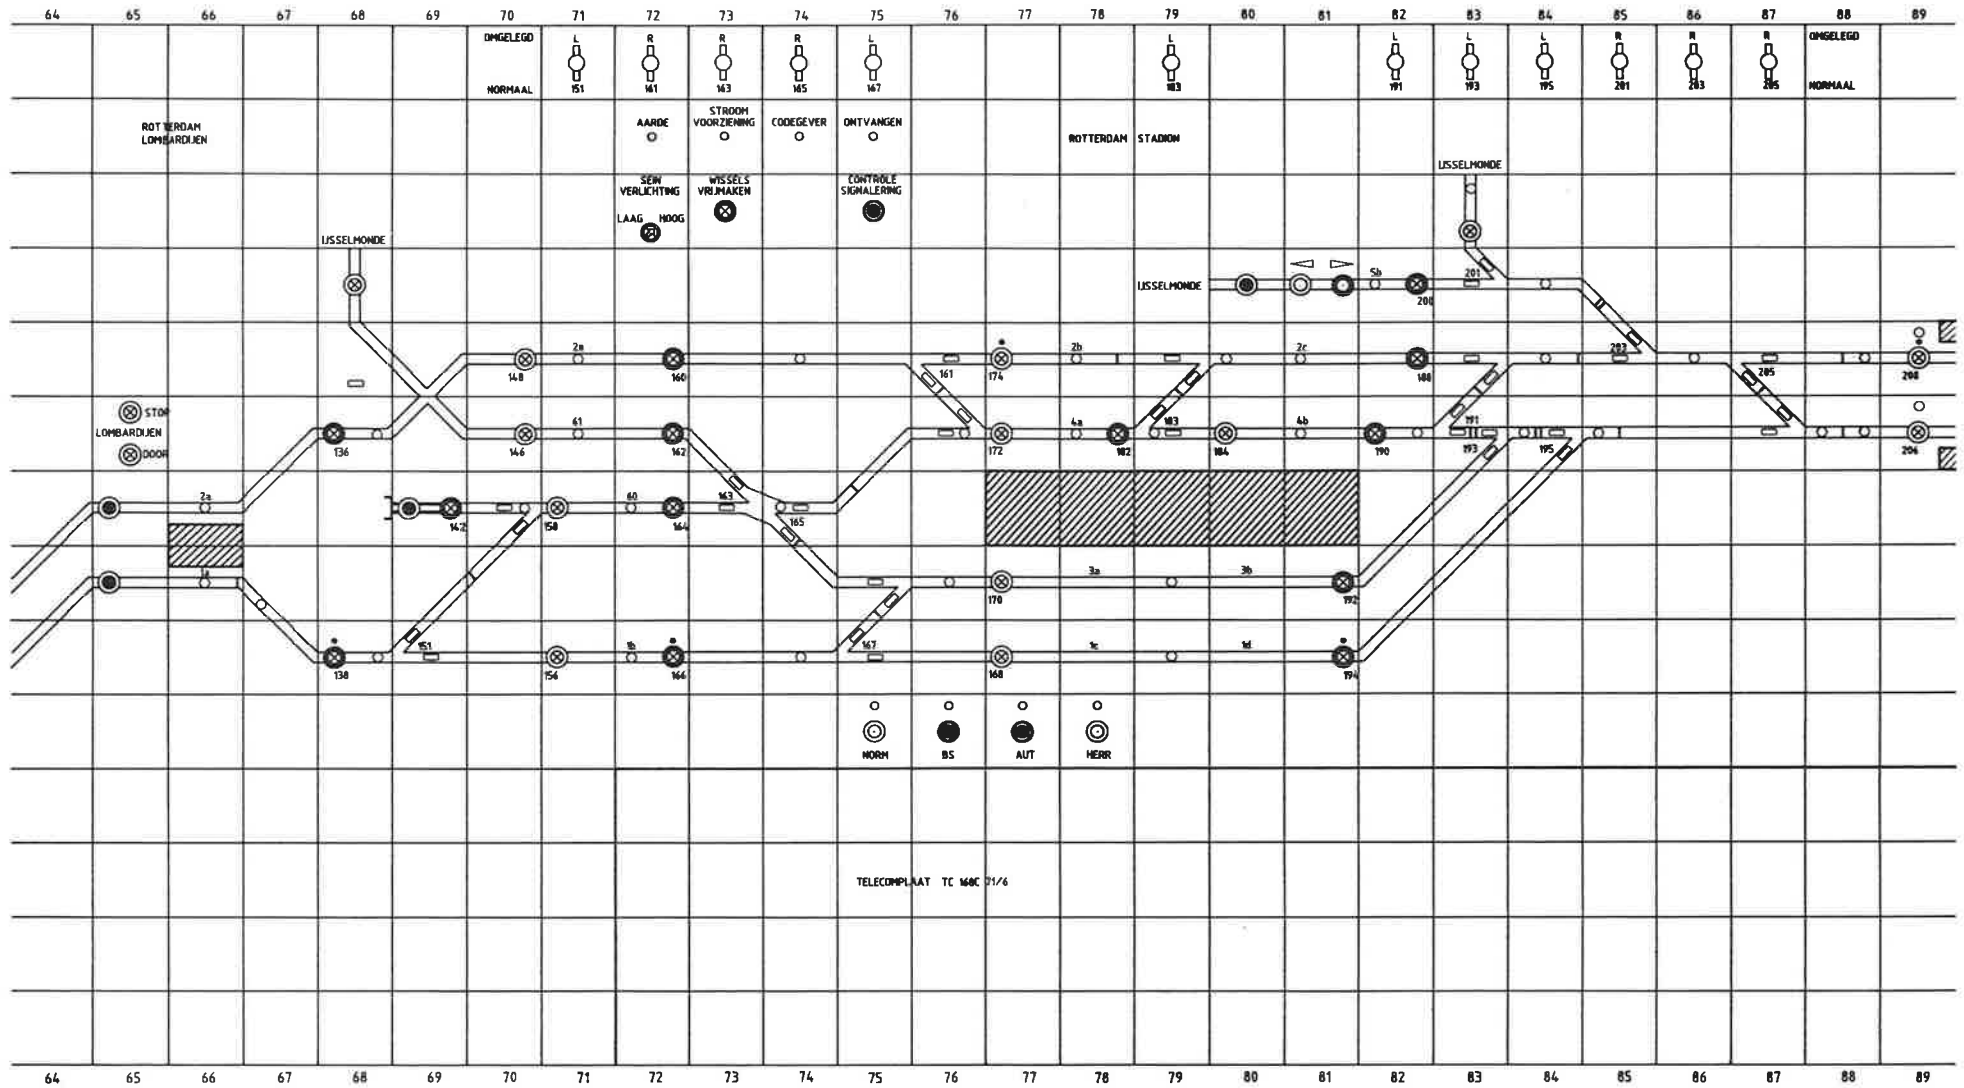 64 65 66 67 68 69 70 71 72 73 74 75 76 77 78 79 80 81 82 83 84 85 86 87 88 89
OMGELEGD L R R R L L L L L R R R OMGELEGD
NORMAAL 151 161 163 165 167 183 191 193 195 201 203 205 NORMAAL
ROTTERDAM
LOMBARDIJEN
AARDE
STROOM
VOORZIENING
CODEGEVER
ONTVANGEN
ROTTERDAM STADION
IJSSELMONDE
SEIN
VERLICHTING
LAAG HOOG
WISSELS
VRIJMAKEN
CONTROLE
SIGNALERING
IJSSELMONDE
IJSSELMONDE 5b 201
200
2e 2b 2c 203
148 160 161 174 188 205 208
STOP
LOMBARDIJEN
DOOR
61 4a 183 4b 191
136 146 162 172 182 184 190 193 195 206
2a 60 163
142 158 164 165
1a 3a 3b
170 192
151 1b 167 1c 1d
138 156 166 168 194
NORM BS AUT HERR
TELECOMPLAAT TC 168C 71/6
64 65 66 67 68 69 70 71 72 73 74 75 76 77 78 79 80 81 82 83 84 85 86 87 88 89